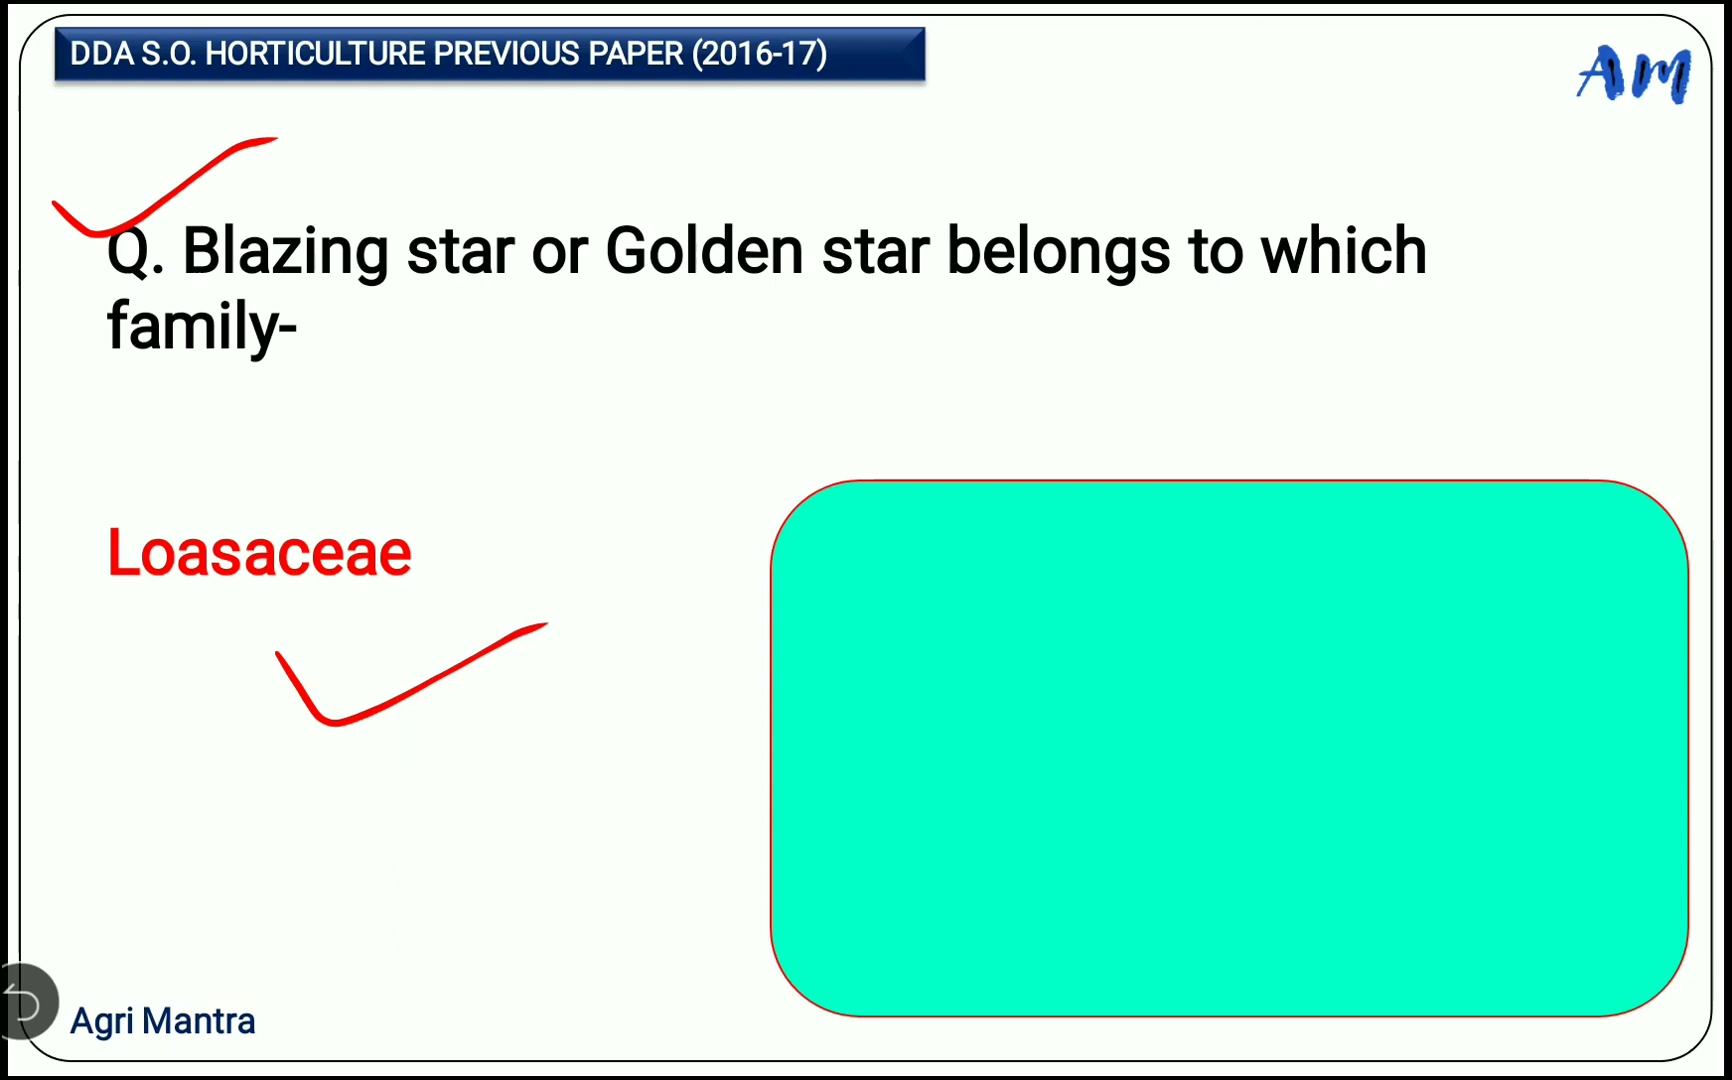 DDA S.O. HORTICULTURE PREVIOUS PAPER (2016-17)
AM
Q. Blazing star or Golden star belongs to which
family-
Loasaceae
Agri Mantra